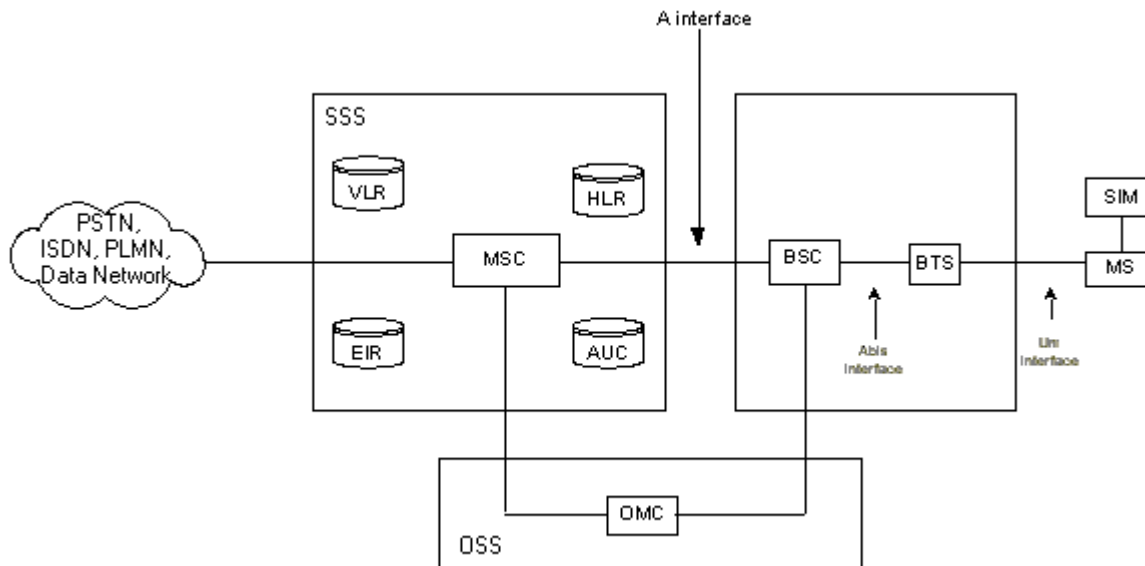 A interface
SSS
VLR
HLR
PSTN,
ISDN, PLMN,
Data Network
MSC
BSC
BTS
SIM
MS
EIR
AUC
Abis
Interface
Um
Interface
OMC
OSS